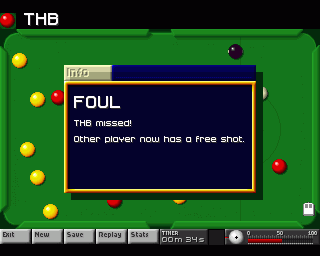 THB
Info
FOUL
THB missed!
Other player now has a free shot.
Exit New Save Replay Stats TIMER 0 50 100
00m 34s